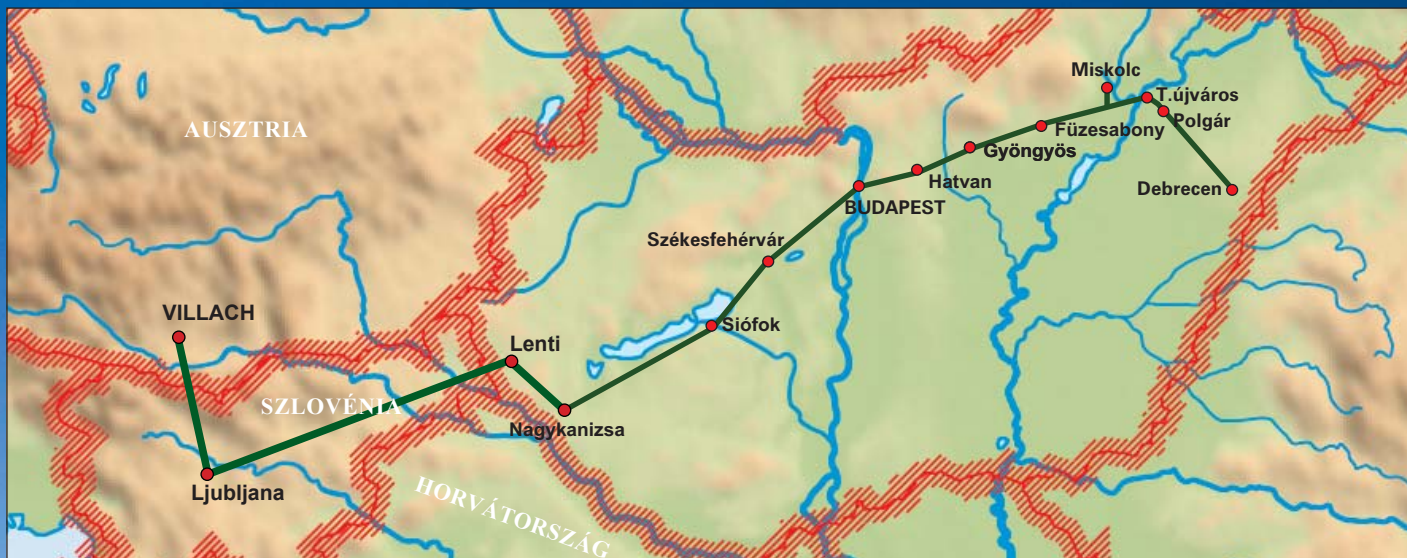 Miskolc
T.újváros
Polgár
AUSZTRIA
Füzesabony
Gyöngyös
Hatvan
Debrecen
BUDAPEST
Székesfehérvár
VILLACH
Siófok
Lenti
SZLOVÉNIA
Nagykanizsa
Ljubljana
HORVÁTORSZÁG